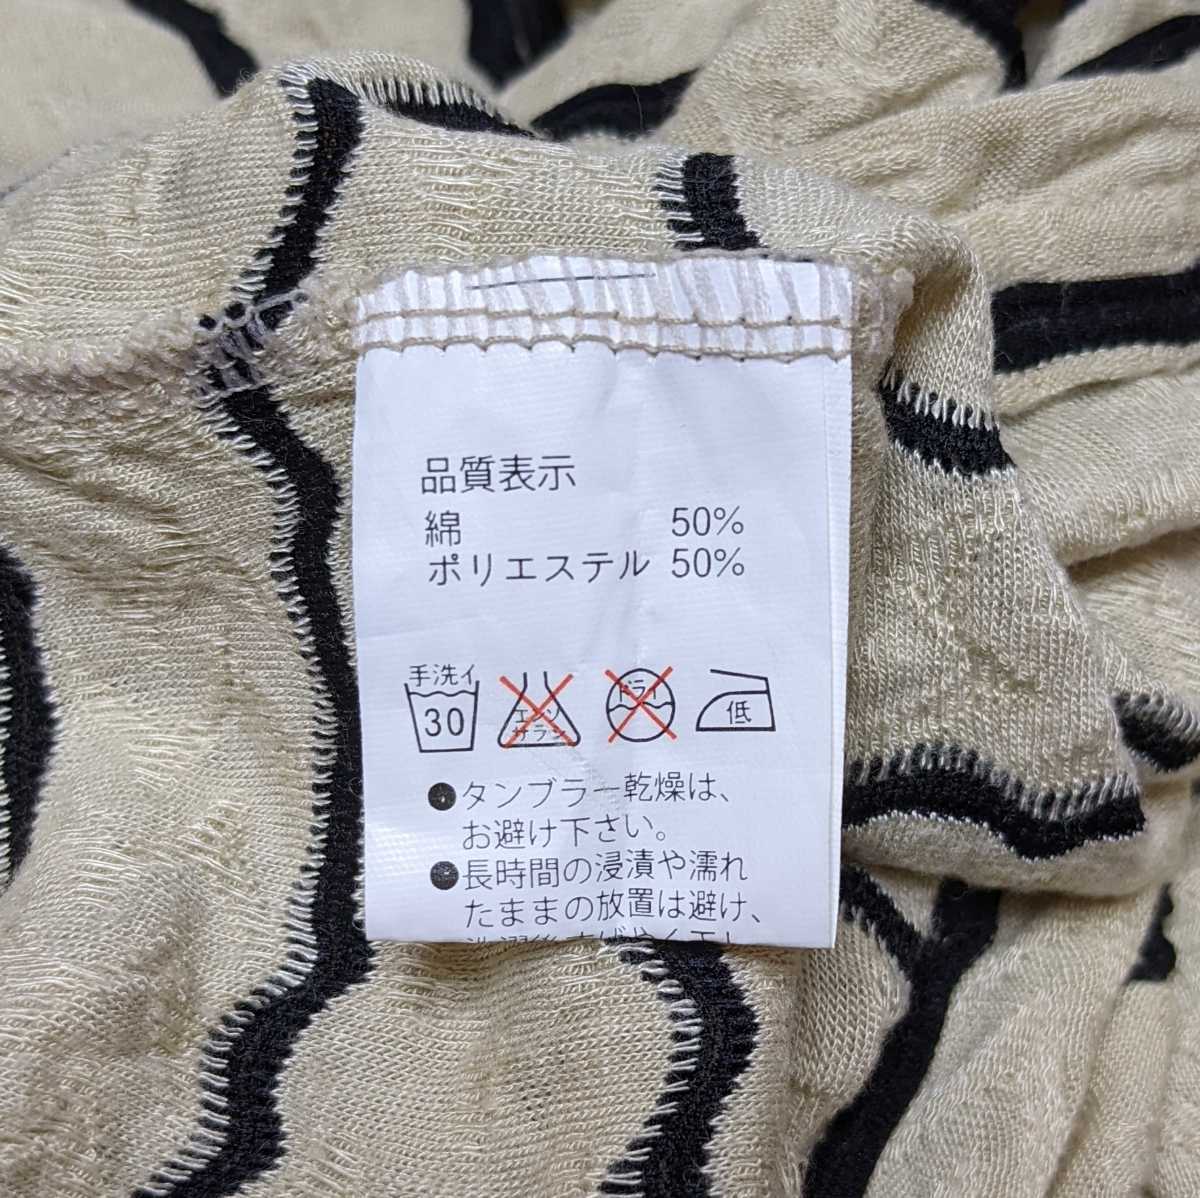 品質表示
綿 50%
ポリエステル 50%
手洗イ
30
エンソ
サラシ
ドライ
低
●タンブラー乾燥は、
お避け下さい。
●長時間の浸漬や濡れ
たままの放置は避け、